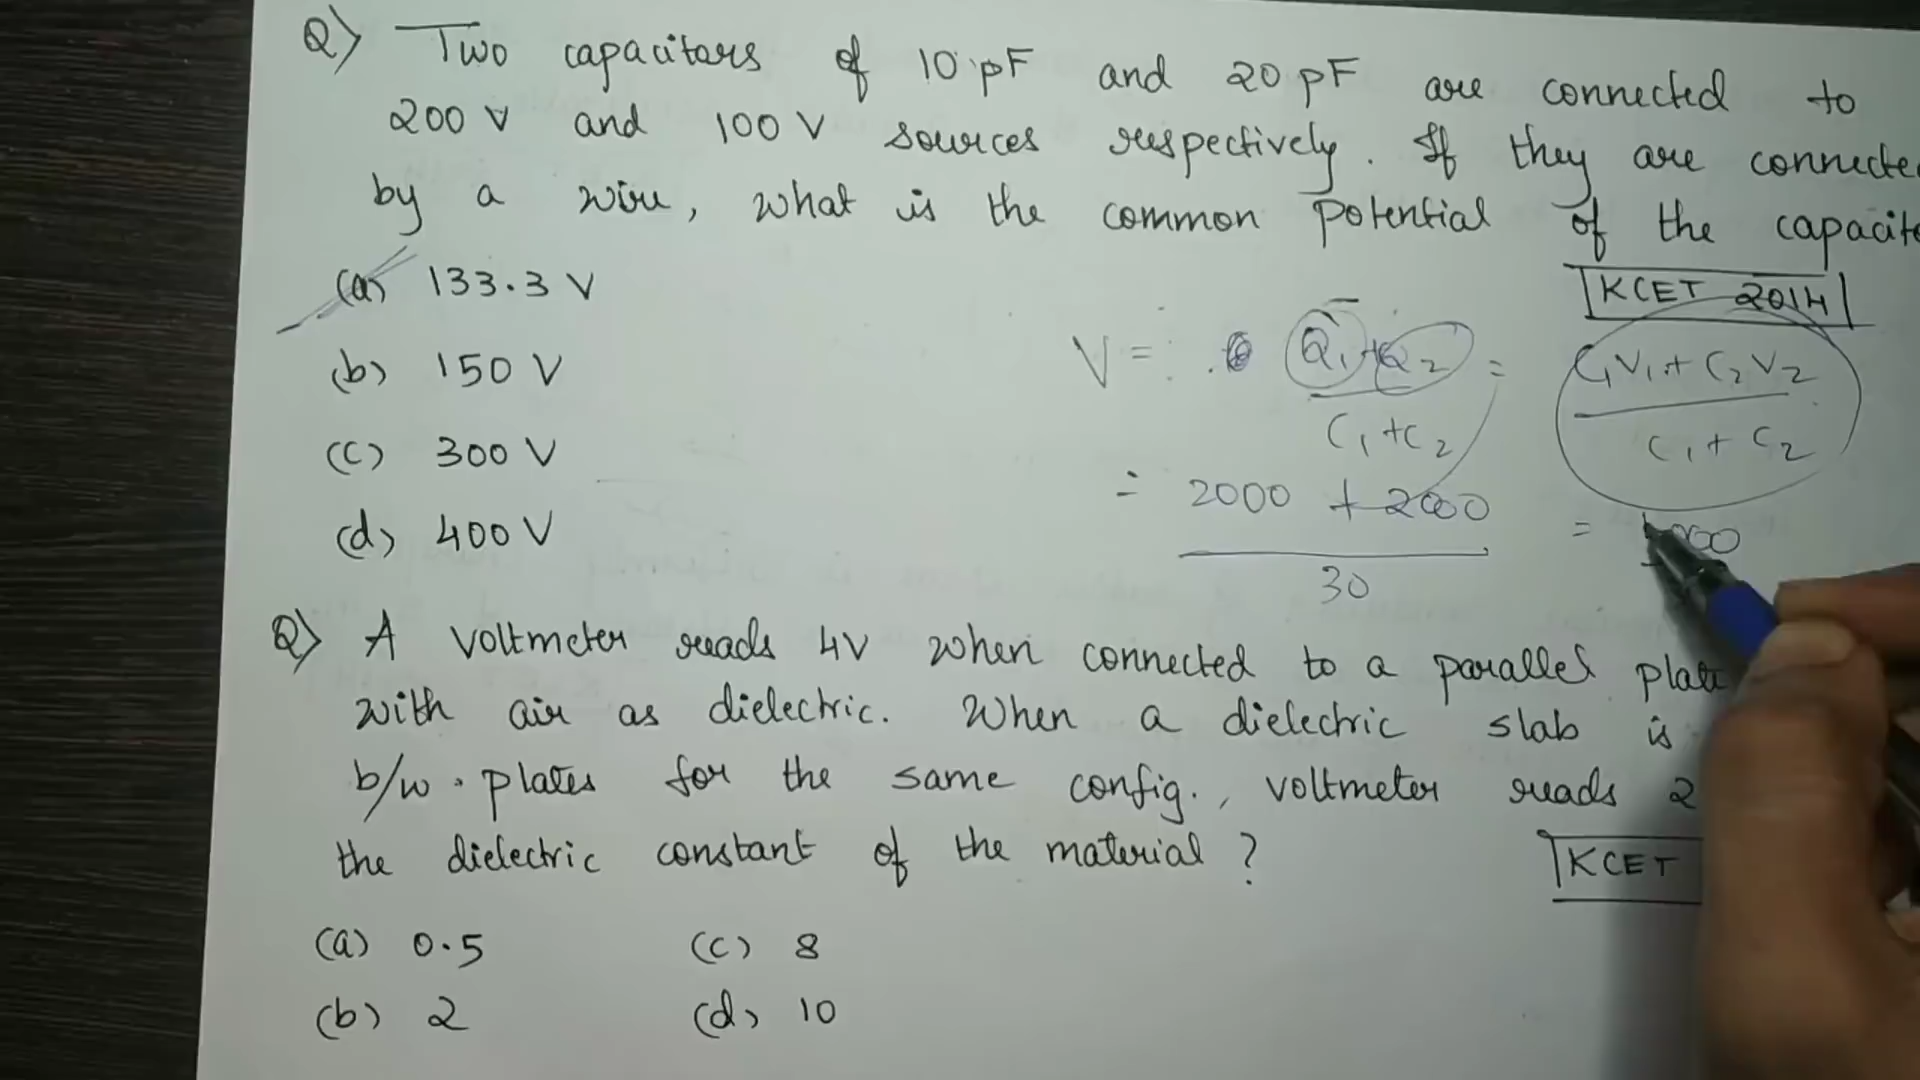 Q) Two capacitors of 10 pF and 20 pF are connected to
200 V and 100 V sources respectively. If they are connecte
by a wire, what is the common potential of the capacit
(a) 133.3 V
KCET 2014
(b) 150 V
(c) 300 V
(d) 400 V
V = Q1+Q2 / C1+C2 = C1V1+C2V2 / C1+C2
= 2000 + 2000 / 30 = 000
Q) A voltmeter reads 4V when connected to a parallel plate
with air as dielectric. When a dielectric slab is
b/w plates for the same config., voltmeter reads 2
the dielectric constant of the material ?
KCET
(a) 0.5 (c) 8
(b) 2 (d) 10